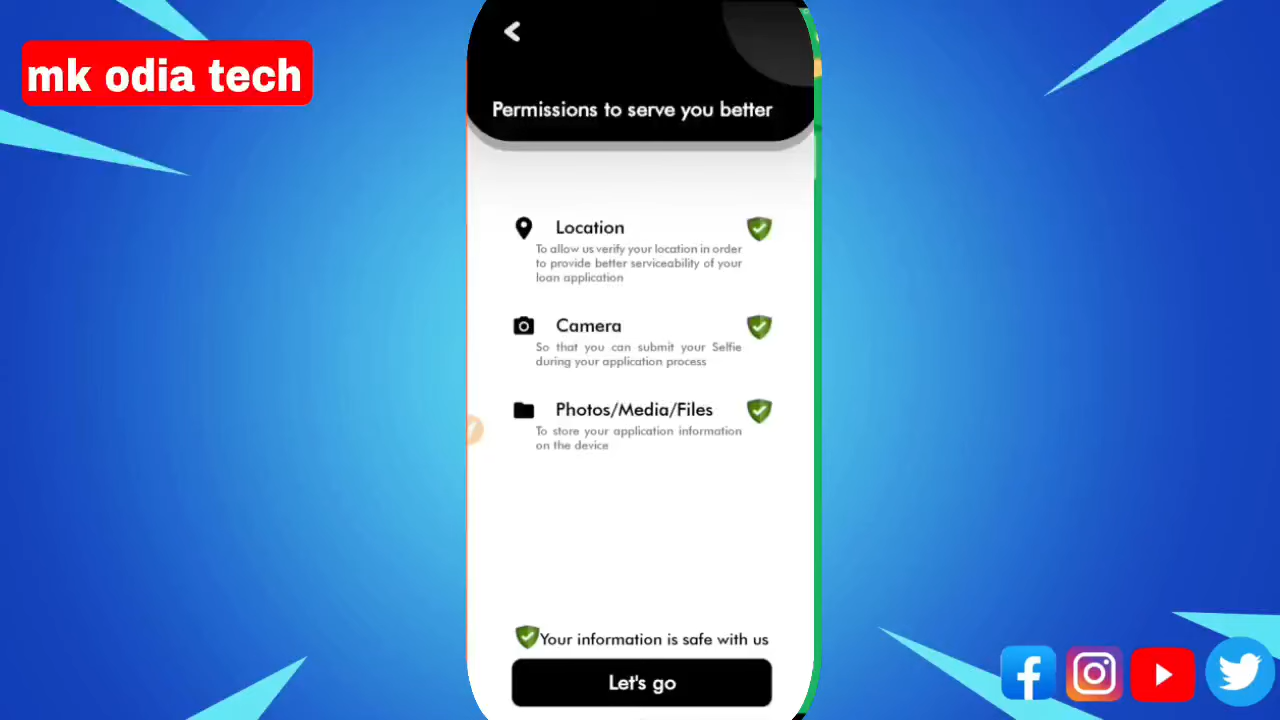 mk odia tech
Permissions to serve you better
Location
To allow us verify your location in order
to provide better serviceability of your
loan application
Camera
So that you can submit your Selfie
during your application process
Photos/Media/Files
To store your application information
on the device
Your information is safe with us
Let's go